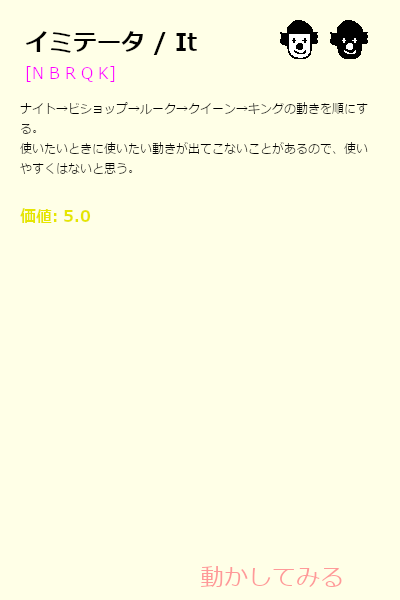 イミテータ / It
[N B R Q K]
ナイト→ビショップ→ルーク→クイーン→キングの動きを順にす
る。
使いたいときに使いたい動きが出てこないことがあるので、使い
やすくはないと思う。
価値: 5.0
動かしてみる